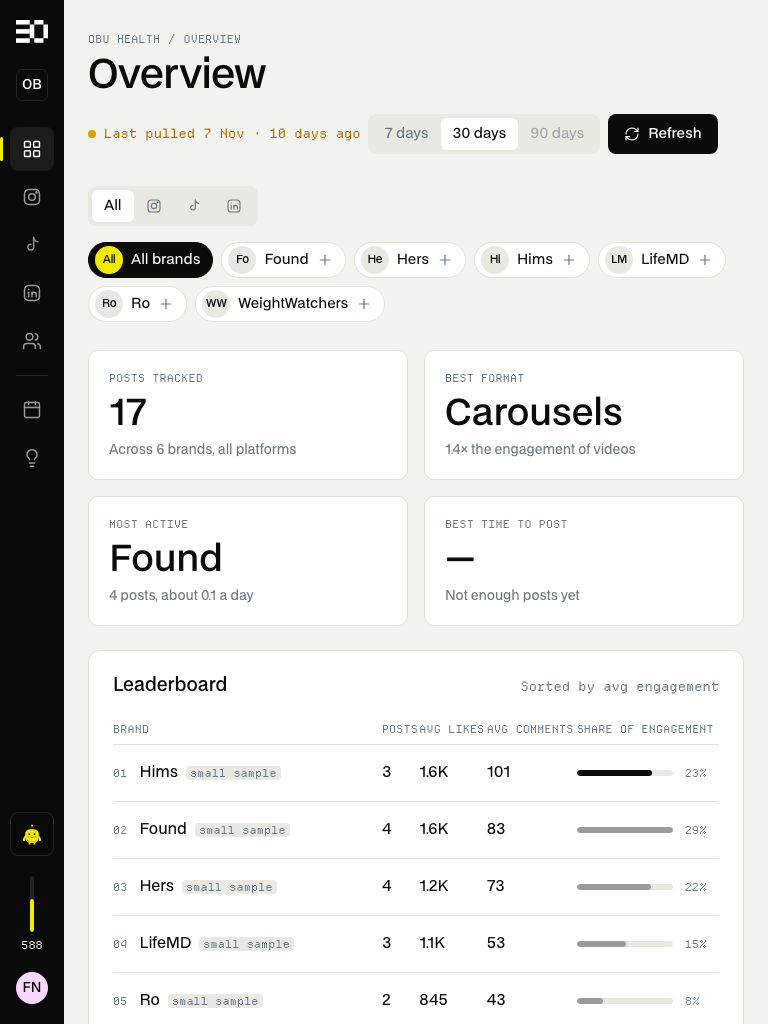 OB
588
FN
OBU HEALTH / OVERVIEW
Overview
Last pulled 7 Nov · 10 days ago
7 days 30 days 90 days
Refresh
All
All All brands
Fo Found
He Hers
Hi Hims
LM LifeMD
Ro Ro
WW WeightWatchers
POSTS TRACKED
17
Across 6 brands, all platforms
BEST FORMAT
Carousels
1.4× the engagement of videos
MOST ACTIVE
Found
4 posts, about 0.1 a day
BEST TIME TO POST
—
Not enough posts yet
Leaderboard
Sorted by avg engagement
BRAND POSTS AVG LIKES AVG COMMENTS SHARE OF ENGAGEMENT
01 Hims small sample 3 1.6K 101 23%
02 Found small sample 4 1.6K 83 29%
03 Hers small sample 4 1.2K 73 22%
04 LifeMD small sample 3 1.1K 53 15%
05 Ro small sample 2 845 43 8%